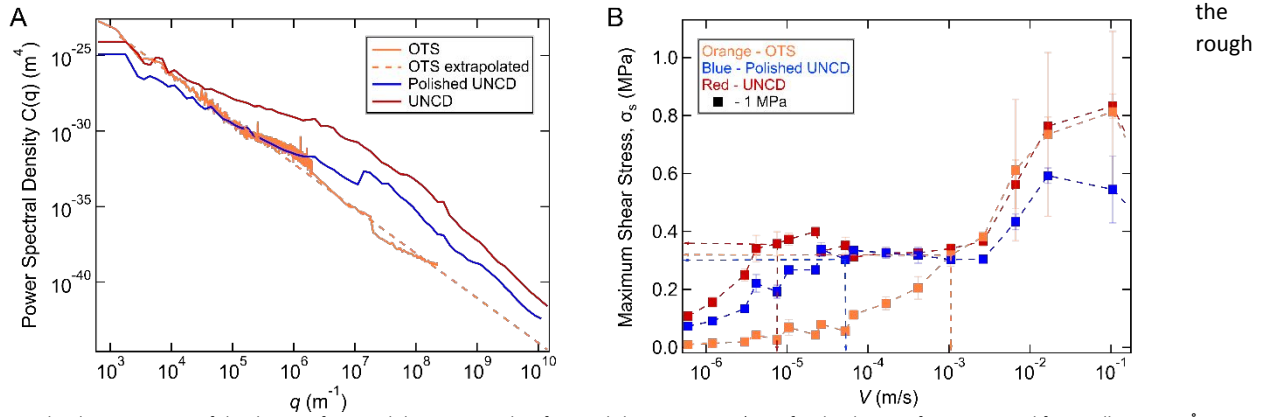 A
Power Spectral Density C(q) (m⁴)
10⁻²⁵
10⁻³⁰
10⁻³⁵
10⁻⁴⁰
OTS
OTS extrapolated
Polished UNCD
UNCD
10³ 10⁴ 10⁵ 10⁶ 10⁷ 10⁸ 10⁹ 10¹⁰
q (m⁻¹)
B
Maximum Shear Stress, σₛ (MPa)
1.0
0.8
0.6
0.4
0.2
0.0
Orange - OTS
Blue - Polished UNCD
Red - UNCD
- 1 MPa
10⁻⁶ 10⁻⁵ 10⁻⁴ 10⁻³ 10⁻² 10⁻¹
V (m/s)
the
rough